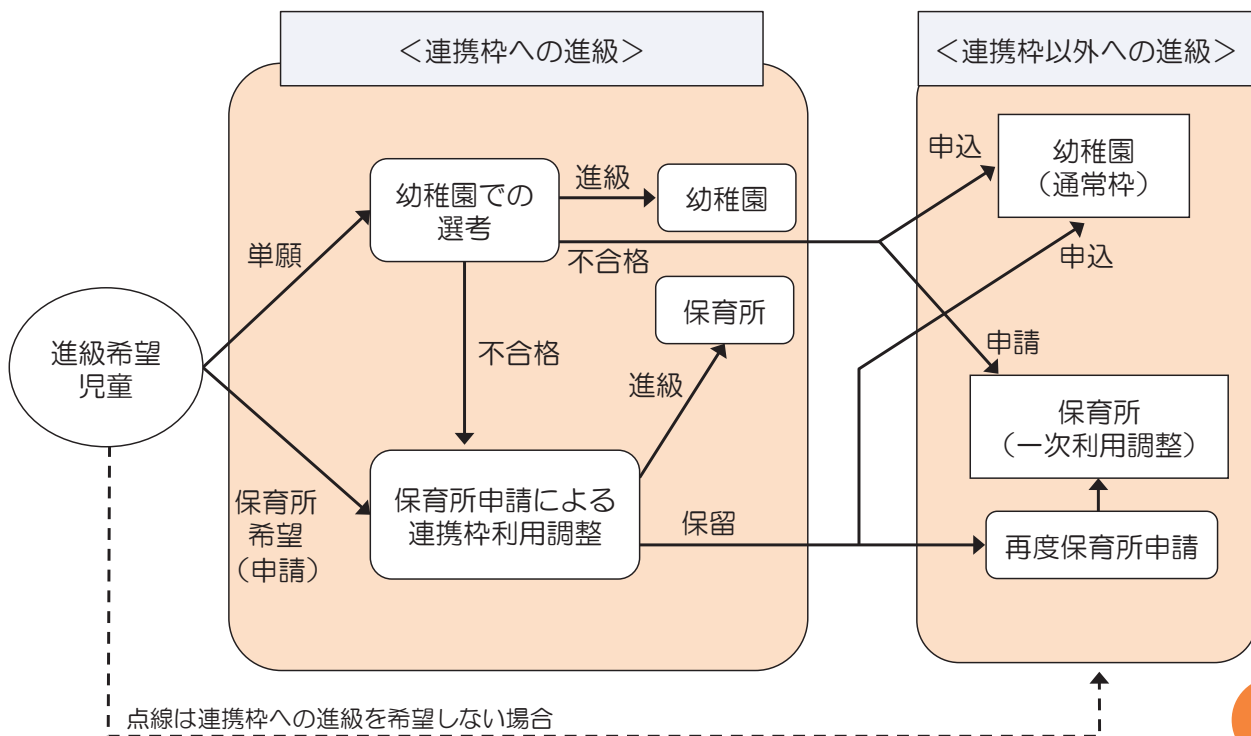 ＜連携枠への進級＞
＜連携枠以外への進級＞
進級希望
児童
単願
保育所
希望
（申請）
幼稚園での
選考
進級
幼稚園
不合格
不合格
保育所
進級
保育所申請による
連携枠利用調整
保留
申込
幼稚園
（通常枠）
申込
申請
保育所
（一次利用調整）
再度保育所申請
点線は連携枠への進級を希望しない場合